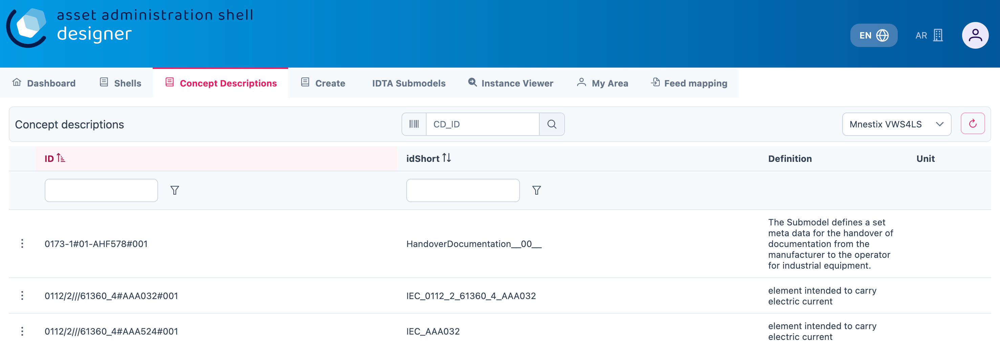 asset administration shell
designer
EN
AR
Dashboard
Shells
Concept Descriptions
Create
IDTA Submodels
Instance Viewer
My Area
Feed mapping
Concept descriptions
CD_ID
Mnestix VWS4LS
ID
idShort
Definition
Unit
0173-1#01-AHF578#001
HandoverDocumentation__00__
The Submodel defines a set
meta data for the handover of
documentation from the
manufacturer to the operator
for industrial equipment.
0112/2///61360_4#AAA032#001
IEC_0112_2_61360_4_AAA032
element intended to carry
electric current
0112/2///61360_4#AAA524#001
IEC_AAA032
element intended to carry
electric current